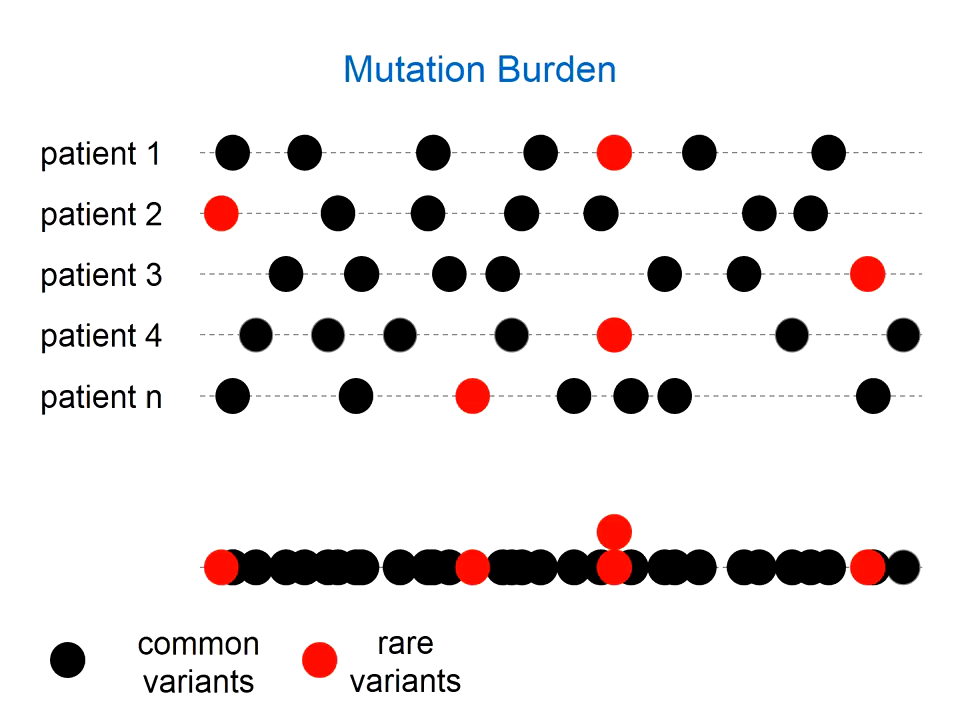 Mutation Burden
patient 1
patient 2
patient 3
patient 4
patient n
common
variants
rare
variants